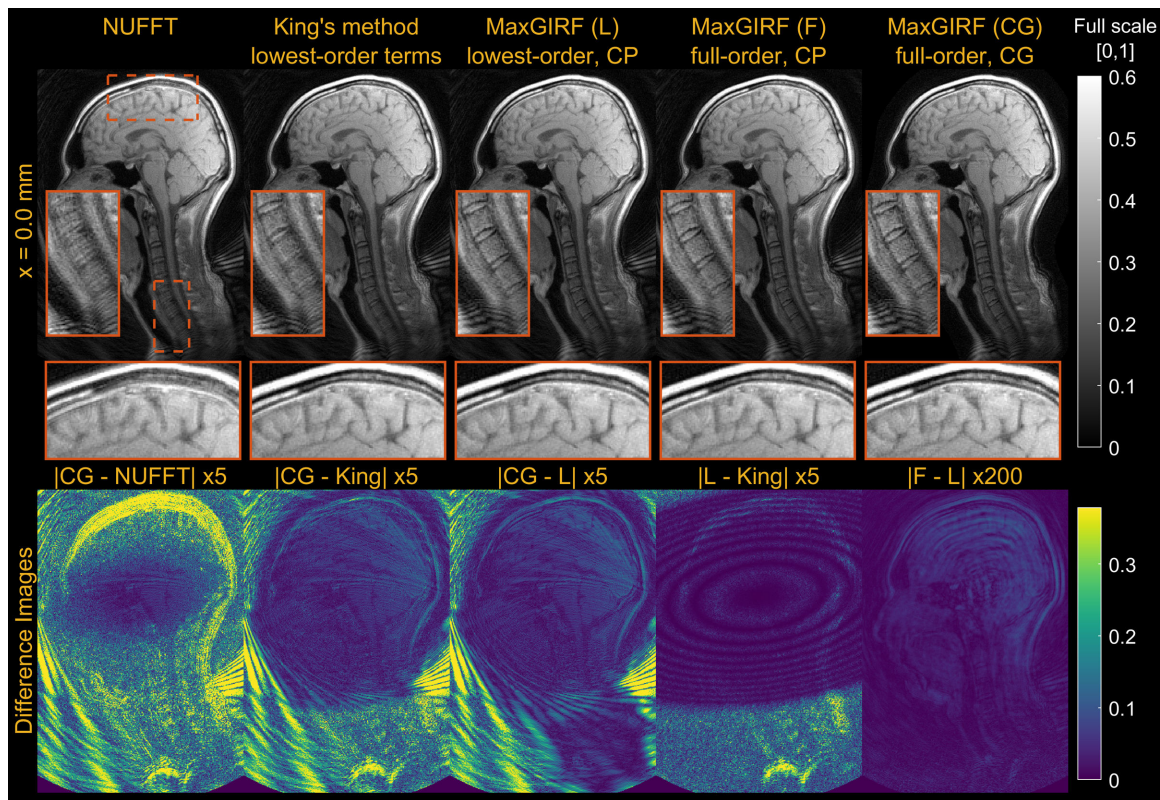 NUFFT
King's method
lowest-order terms
MaxGIRF (L)
lowest-order, CP
MaxGIRF (F)
full-order, CP
MaxGIRF (CG)
full-order, CG
Full scale
[0,1]
x = 0.0 mm
0.6
0.5
0.4
0.3
0.2
0.1
0
|CG - NUFFT| x5
|CG - King| x5
|CG - L| x5
|L - King| x5
|F - L| x200
Difference Images
0.3
0.2
0.1
0